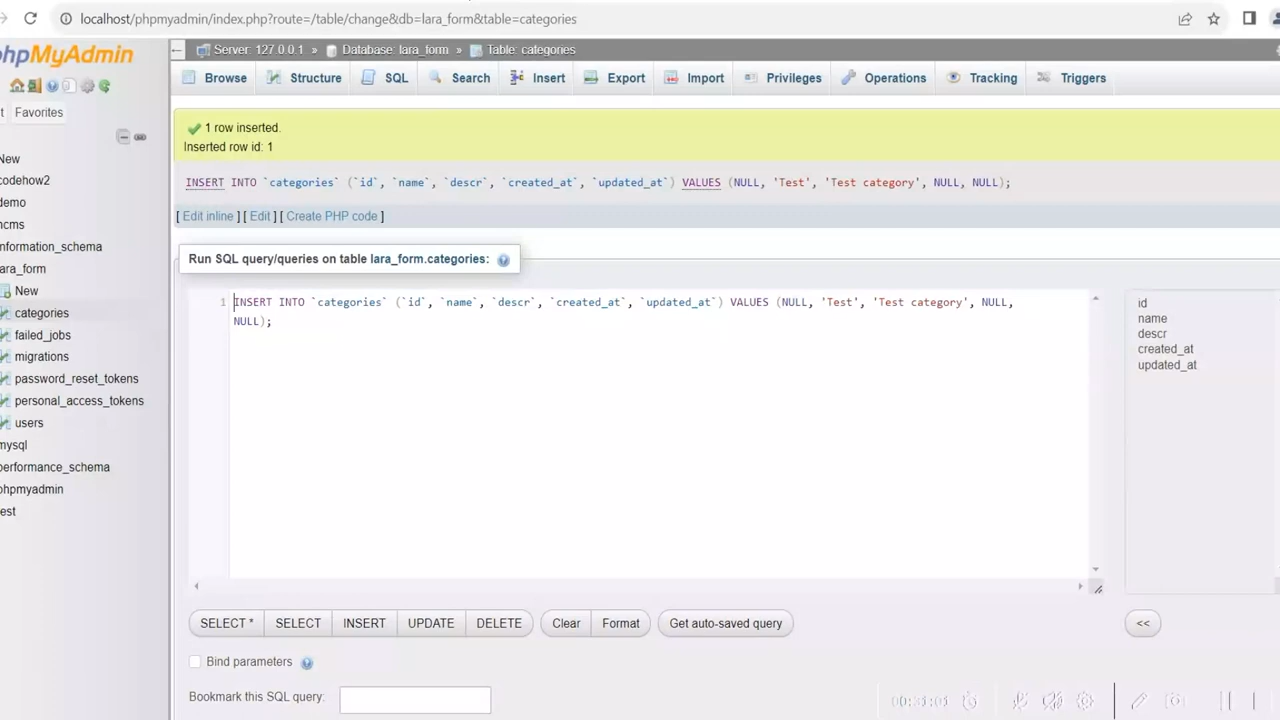 localhost/phpmyadmin/index.php?route=/table/change&db=lara_form&table=categories
phpMyAdmin
Favorites
Server: 127.0.0.1 » Database: lara_form » Table: categories
Browse Structure SQL Search Insert Export Import Privileges Operations Tracking Triggers
1 row inserted.
Inserted row id: 1
INSERT INTO `categories` (`id`, `name`, `descr`, `created_at`, `updated_at`) VALUES (NULL, 'Test', 'Test category', NULL, NULL);
[ Edit inline ] [ Edit ] [ Create PHP code ]
New
codehow2
demo
ncms
information_schema
lara_form
New
categories
failed_jobs
migrations
password_reset_tokens
personal_access_tokens
users
mysql
performance_schema
phpmyadmin
test
Run SQL query/queries on table lara_form.categories:
1 INSERT INTO `categories` (`id`, `name`, `descr`, `created_at`, `updated_at`) VALUES (NULL, 'Test', 'Test category', NULL,
NULL);
id
name
descr
created_at
updated_at
SELECT * SELECT INSERT UPDATE DELETE Clear Format Get auto-saved query <<
Bind parameters
Bookmark this SQL query: